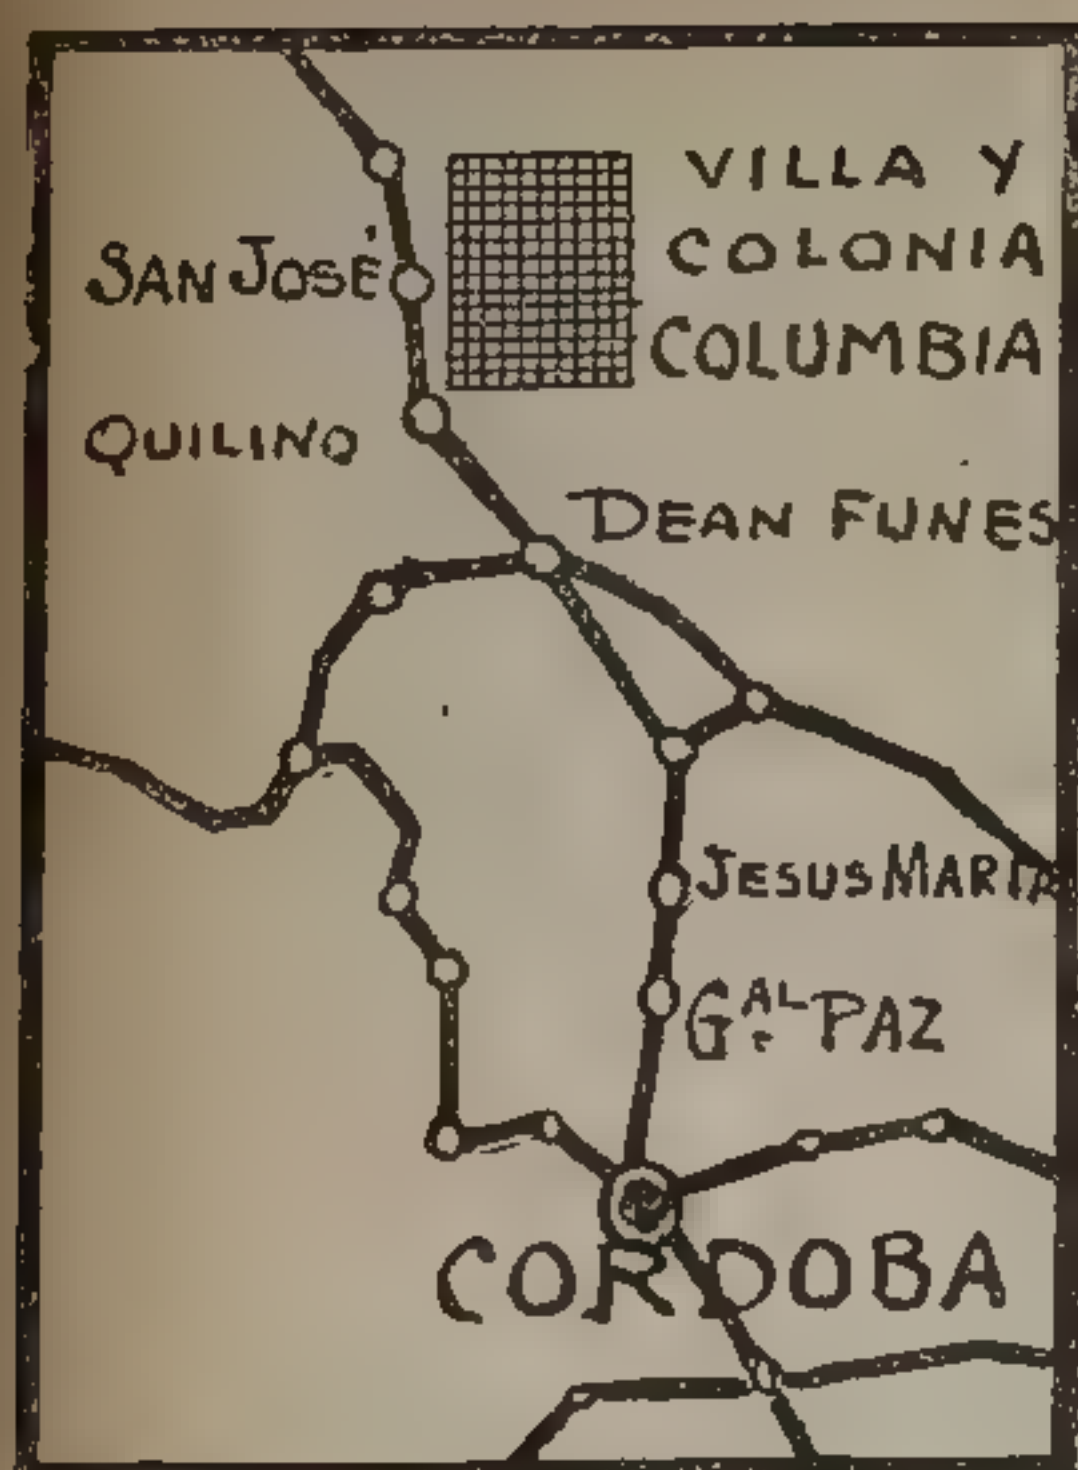 VILLA Y
COLONIA
COLUMBIA
SAN JOSÉ
QUILINO
DEAN FUNES
JESUS MARIA
GAL PAZ
CORDOBA